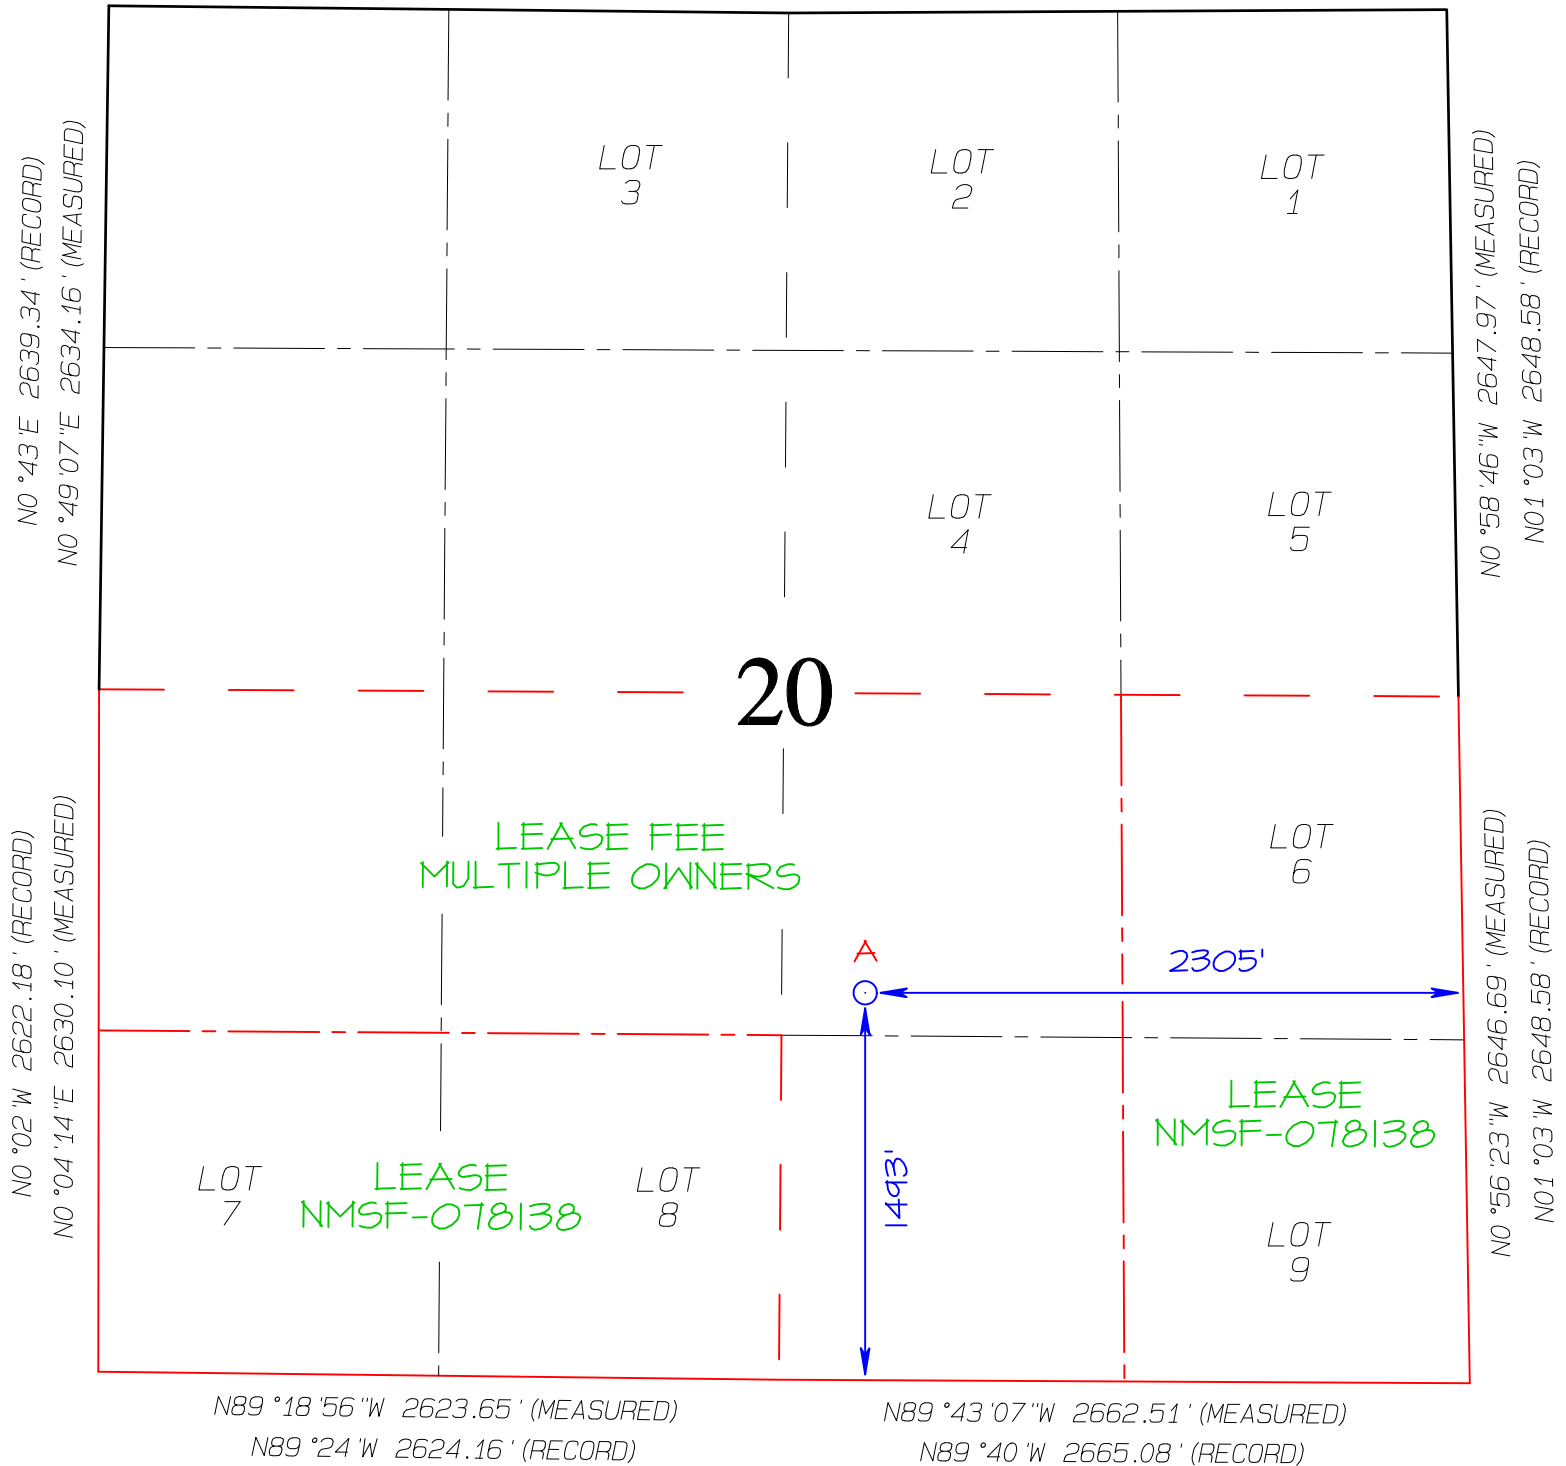 LOT
3
LOT
2
LOT
1
N0°43'E 2639.34' (RECORD)
N0°49'07"E 2634.16' (MEASURED)
N0°58'46"W 2647.97' (MEASURED)
N01°03'W 2648.58' (RECORD)
LOT
4
LOT
5
20
LEASE FEE
MULTIPLE OWNERS
LOT
6
A
2305'
N0°02'W 2622.18' (RECORD)
N0°04'14"E 2630.10' (MEASURED)
N0°56'23"W 2646.69' (MEASURED)
N01°03'W 2648.58' (RECORD)
LOT
7
LEASE
NMSF-078138
LOT
8
1493'
LEASE
NMSF-078138
LOT
9
N89°18'56"W 2623.65' (MEASURED)
N89°24'W 2624.16' (RECORD)
N89°43'07"W 2662.51' (MEASURED)
N89°40'W 2665.08' (RECORD)